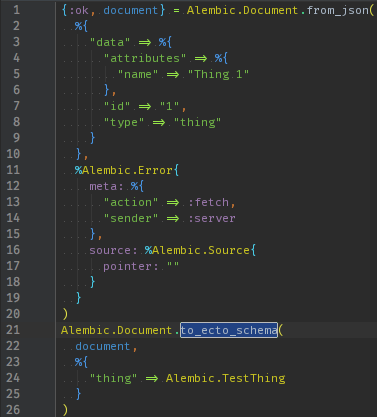 1 {:ok, document} = Alembic.Document.from_json(
2 %{
3 "data" => %{
4 "attributes" => %{
5 "name" => "Thing 1"
6 },
7 "id" => "1",
8 "type" => "thing"
9 }
10 },
11 %Alembic.Error{
12 meta: %{
13 "action" => :fetch,
14 "sender" => :server
15 },
16 source: %Alembic.Source{
17 pointer: ""
18 }
19 }
20 )
21 Alembic.Document.to_ecto_schema(
22 document,
23 %{
24 "thing" => Alembic.TestThing
25 }
26 )